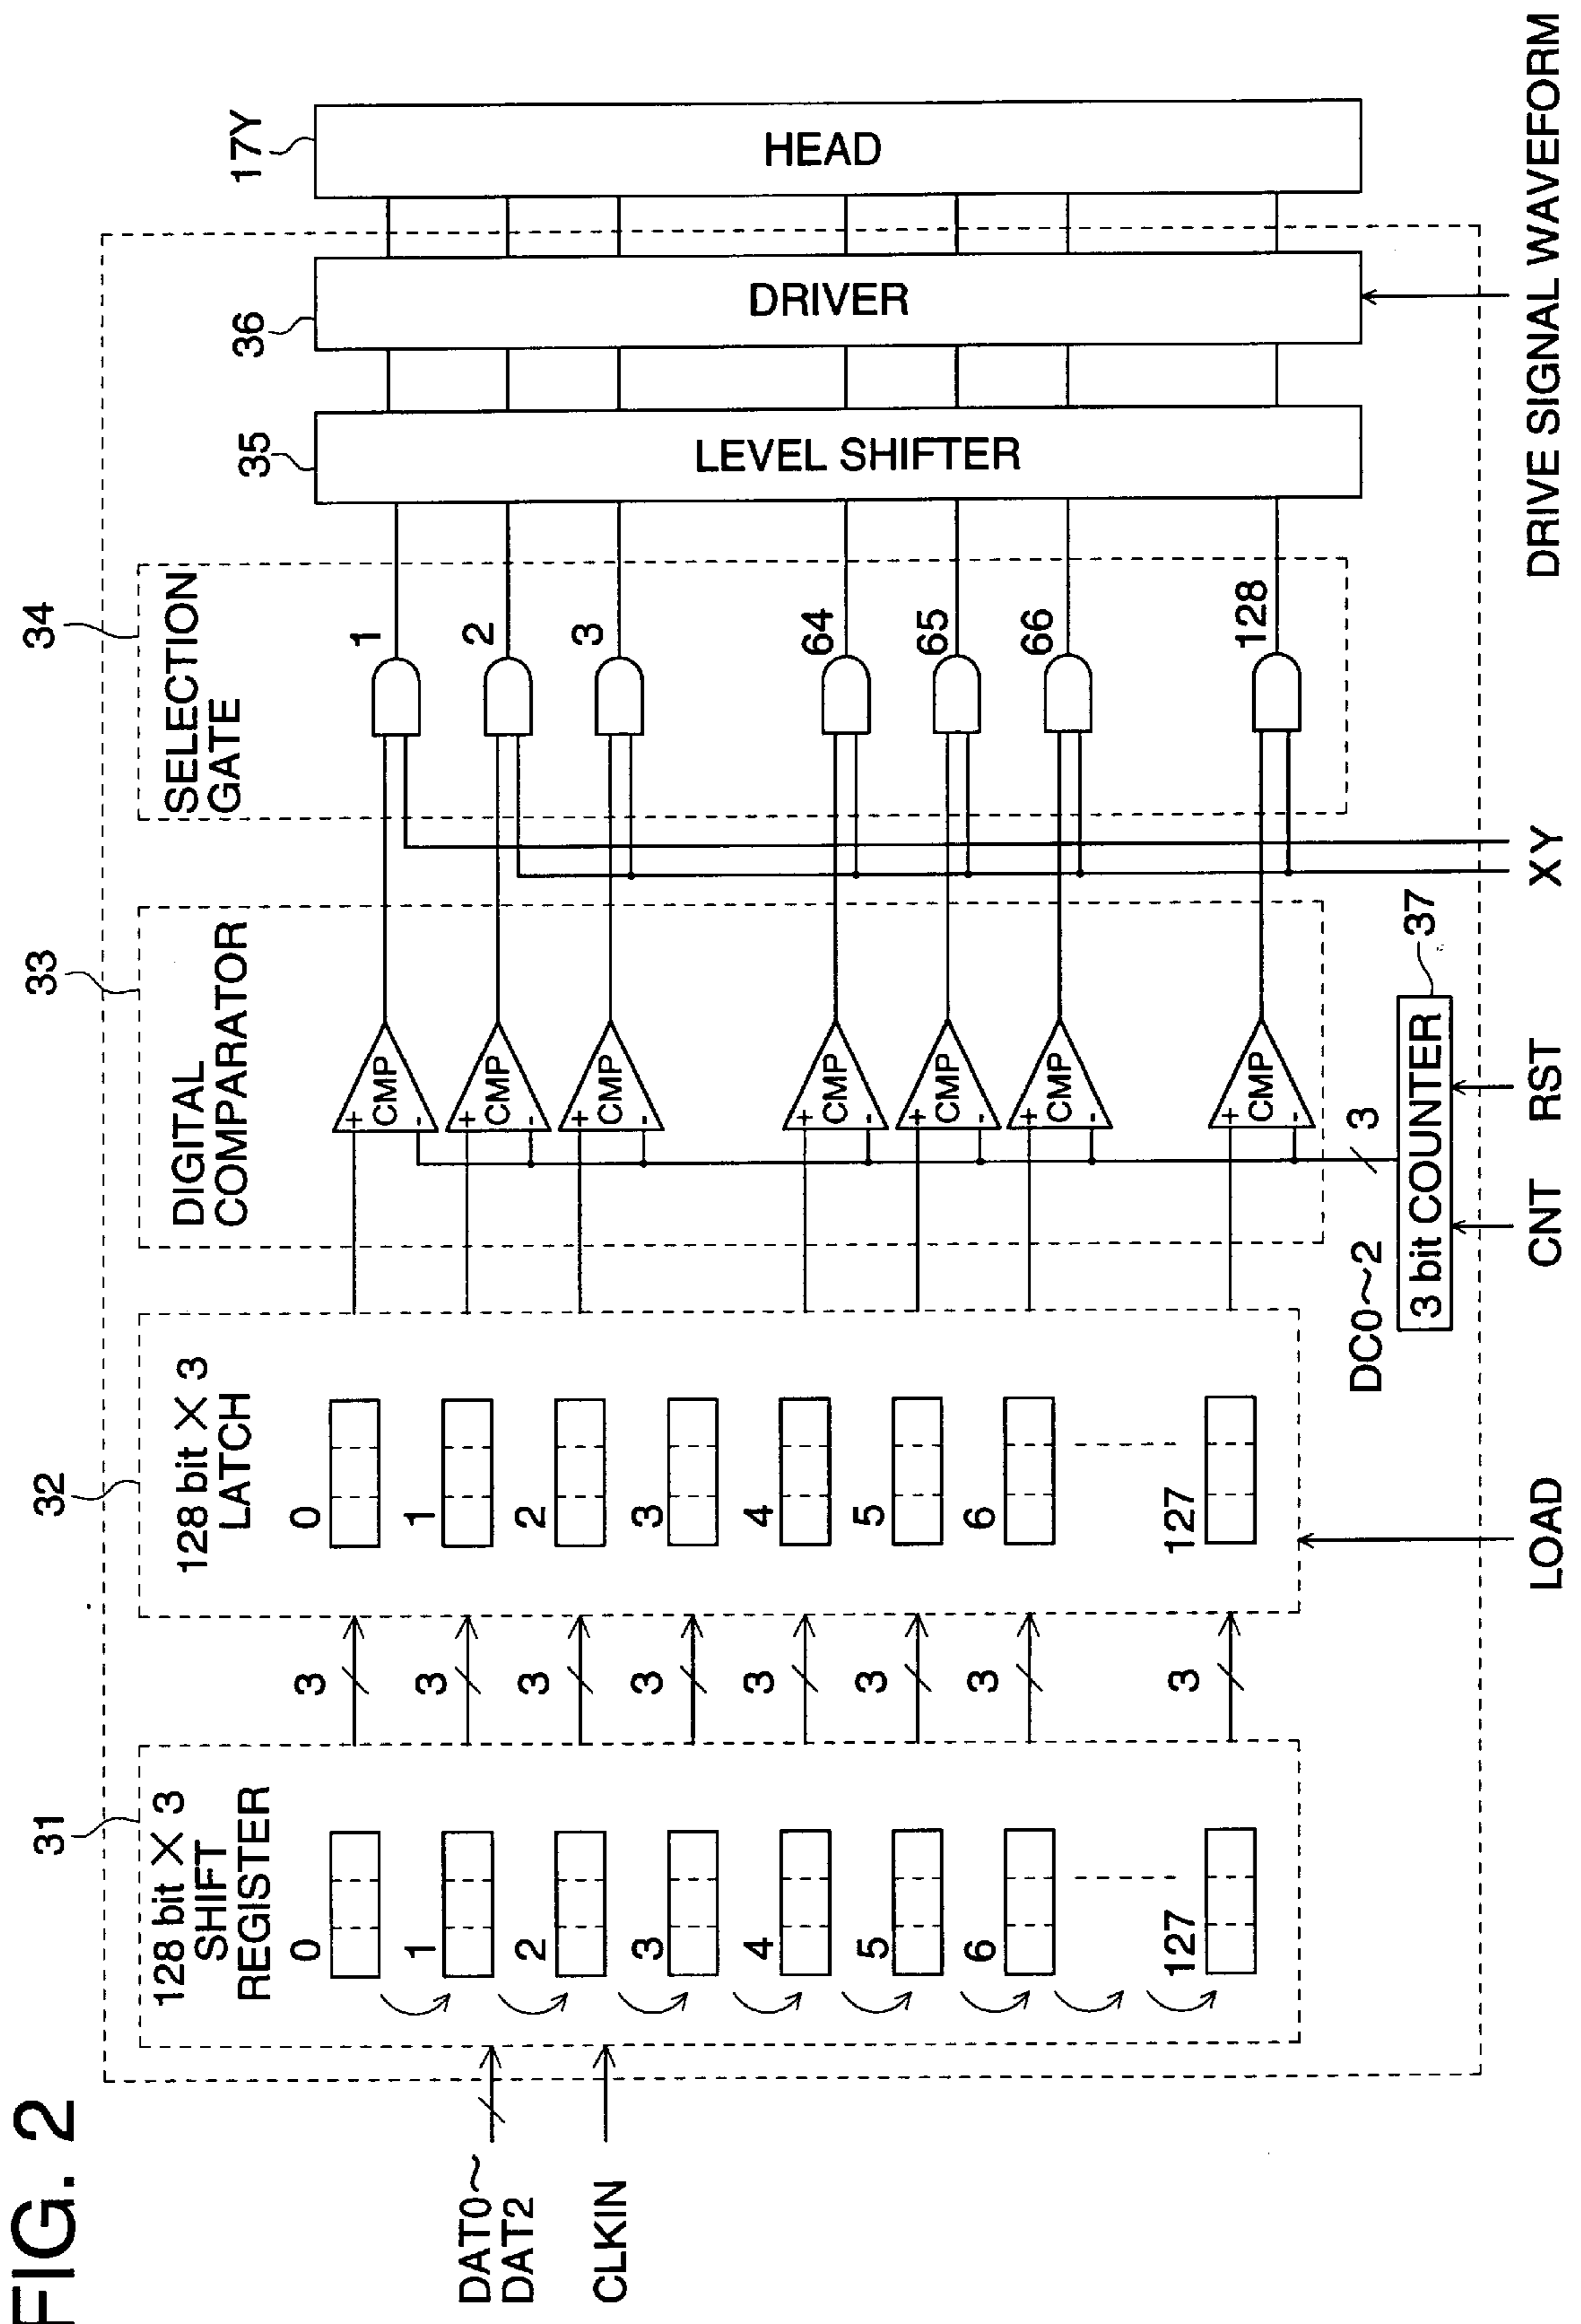 FIG. 2
DAT0～
DAT2
CLKIN
31
128 bit × 3
SHIFT
REGISTER
0
1
2
3
4
5
6
127
3
3
3
3
3
3
3
3
32
128 bit × 3
LATCH
0
1
2
3
4
5
6
127
LOAD
33
DIGITAL
COMPARATOR
+ CMP -
+ CMP -
+ CMP -
+ CMP -
+ CMP -
+ CMP -
+ CMP -
DC0～2
3
3 bit COUNTER
37
CNT
RST
34
SELECTION
GATE
1
2
3
64
65
66
128
XY
35
LEVEL SHIFTER
36
DRIVER
17Y
HEAD
DRIVE SIGNAL WAVEFORM